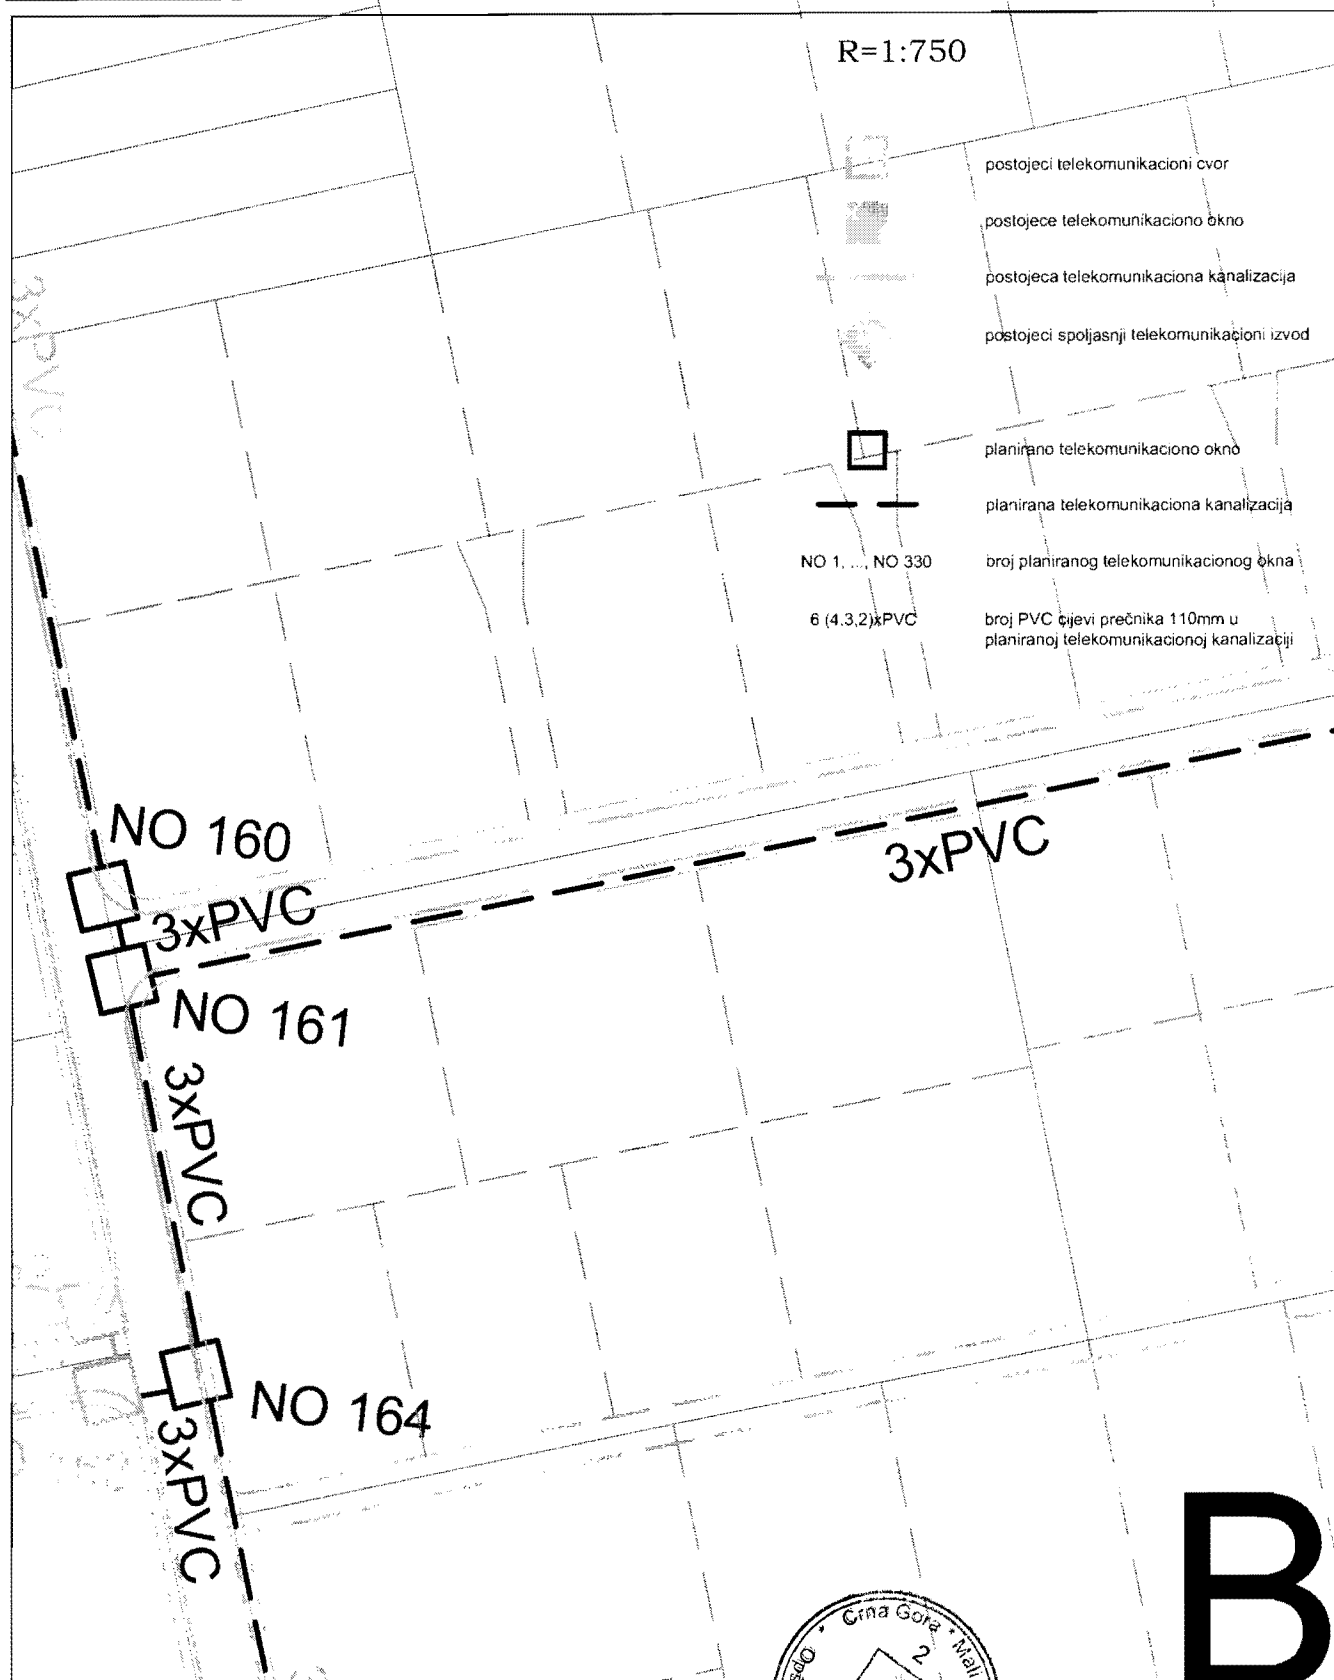 R=1:750
postojeci telekomunikacioni cvor
postojece telekomunikaciono okno
postojeca telekomunikaciona kanalizacija
postojeci spoljasnji telekomunikacioni izvod
planirano telekomunikaciono okno
planirana telekomunikaciona kanalizacija
NO 1, ..., NO 330
broj planiranog telekomunikacionog okna
6 (4,3,2)xPVC
broj PVC cijevi prečnika 110mm u
planiranoj telekomunikacionoj kanalizaciji
3xPVC
NO 160
3xPVC
3xPVC
NO 161
3xPVC
NO 164
3xPVC
B
Crna Gora
2